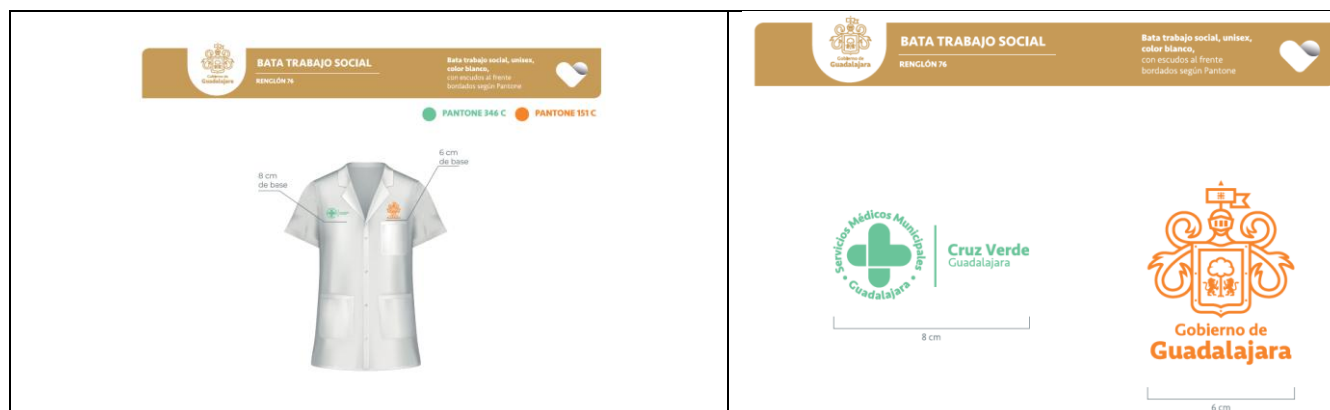 Gobierno de
Guadalajara
BATA TRABAJO SOCIAL
RENGLÓN 76
Bata trabajo social, unisex,
color blanco,
con escudos al frente
bordados según Pantone
PANTONE 346 C
PANTONE 151 C
6 cm
de base
8 cm
de base
Gobierno de
Guadalajara
BATA TRABAJO SOCIAL
RENGLÓN 76
Bata trabajo social, unisex,
color blanco,
con escudos al frente
bordados según Pantone
Servicios Médicos Municipales
Guadalajara
Cruz Verde
Guadalajara
8 cm
Gobierno de
Guadalajara
6 cm